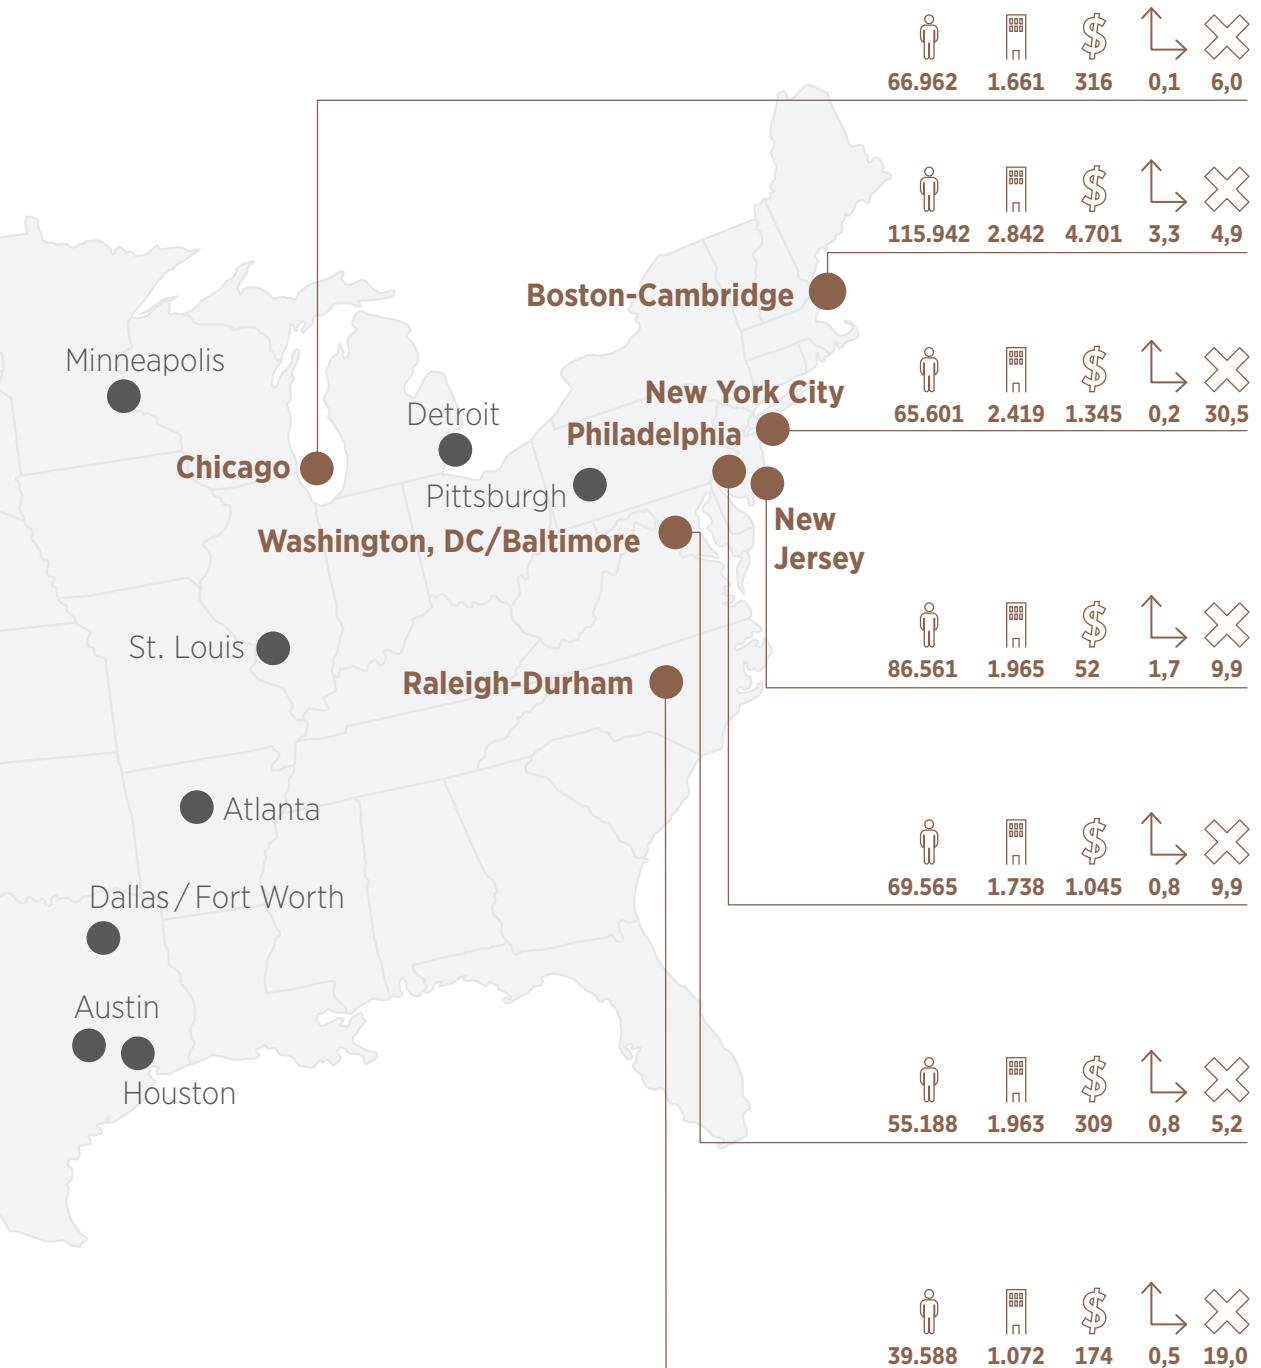 66.962 1.661 316 0,1 6,0
115.942 2.842 4.701 3,3 4,9
Boston-Cambridge
Minneapolis
New York City
Detroit
65.601 2.419 1.345 0,2 30,5
Philadelphia
Chicago
Pittsburgh
New
Jersey
Washington, DC/Baltimore
St. Louis
86.561 1.965 52 1,7 9,9
Raleigh-Durham
Atlanta
69.565 1.738 1.045 0,8 9,9
Dallas / Fort Worth
Austin
Houston
55.188 1.963 309 0,8 5,2
39.588 1.072 174 0,5 19,0